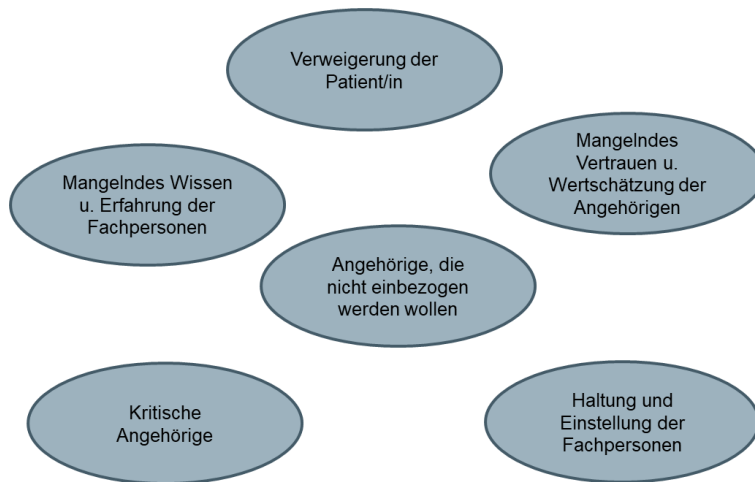 Verweigerung der
Patient/in
Mangelndes
Vertrauen u.
Wertschätzung der
Angehörigen
Mangelndes Wissen
u. Erfahrung der
Fachpersonen
Angehörige, die
nicht einbezogen
werden wollen
Kritische
Angehörige
Haltung und
Einstellung der
Fachpersonen